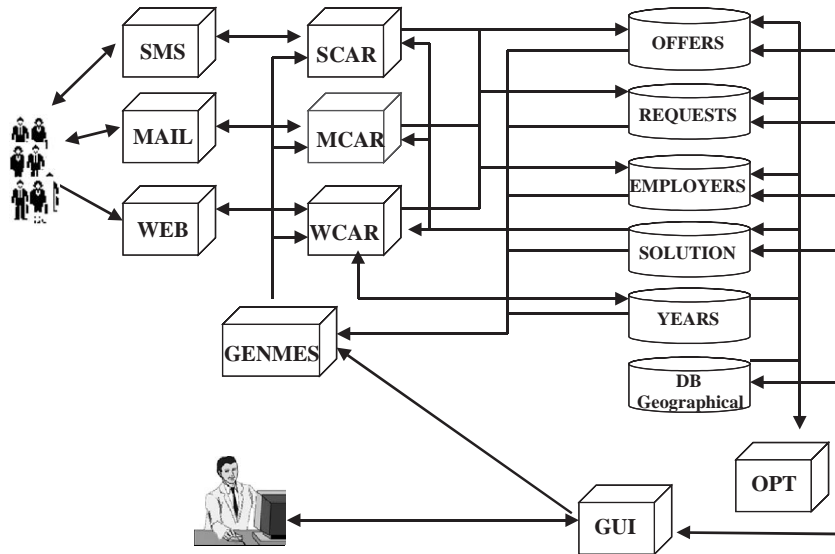 SMS
SCAR
OFFERS
MAIL
MCAR
REQUESTS
WEB
WCAR
EMPLOYERS
SOLUTION
GENMES
YEARS
DB
Geographical
OPT
GUI